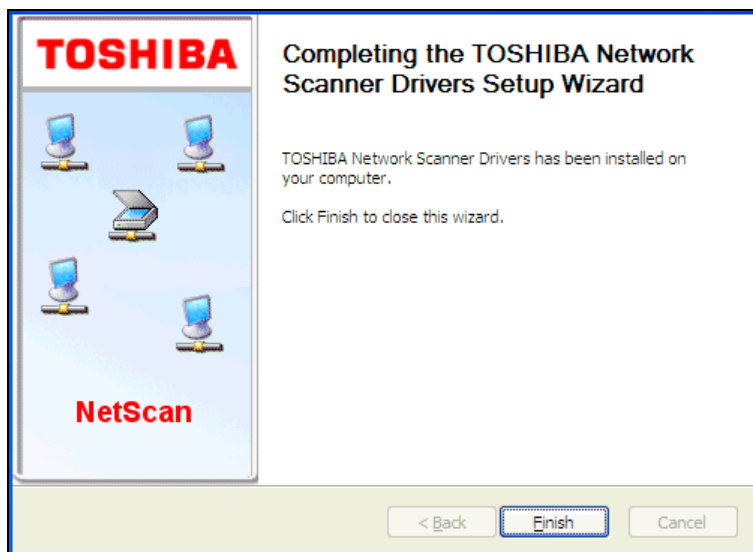 TOSHIBA
NetScan
Completing the TOSHIBA Network
Scanner Drivers Setup Wizard
TOSHIBA Network Scanner Drivers has been installed on
your computer.
Click Finish to close this wizard.
< Back
Finish
Cancel